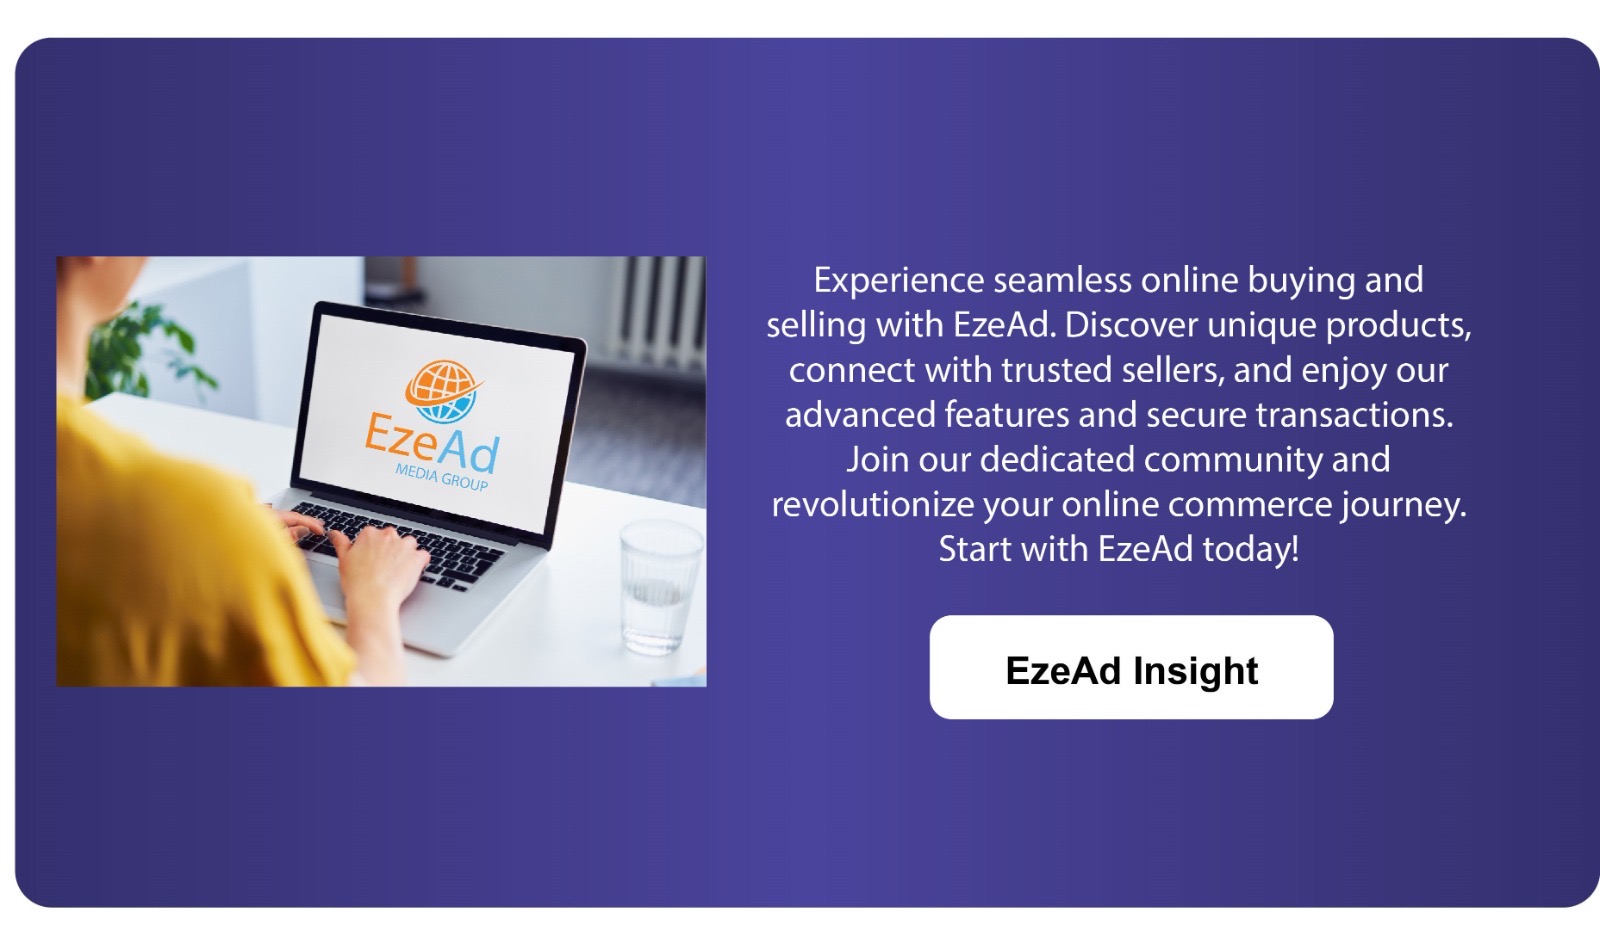 EzeAd
MEDIA GROUP
Experience seamless online buying and
selling with EzeAd. Discover unique products,
connect with trusted sellers, and enjoy our
advanced features and secure transactions.
Join our dedicated community and
revolutionize your online commerce journey.
Start with EzeAd today!
EzeAd Insight